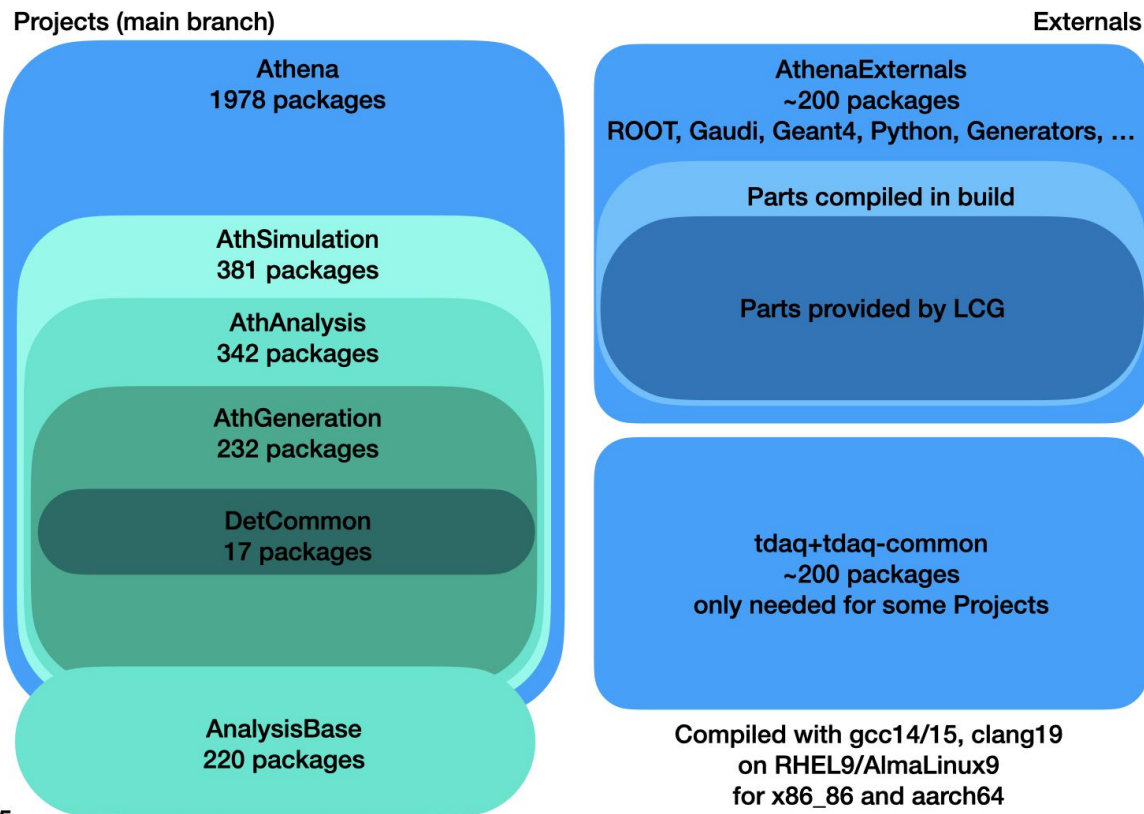 Projects (main branch)
Externals
Athena
1978 packages
AthSimulation
381 packages
AthAnalysis
342 packages
AthGeneration
232 packages
DetCommon
17 packages
AnalysisBase
220 packages
AthenaExternals
~200 packages
ROOT, Gaudi, Geant4, Python, Generators, …
Parts compiled in build
Parts provided by LCG
tdaq+tdaq-common
~200 packages
only needed for some Projects
Compiled with gcc14/15, clang19
on RHEL9/AlmaLinux9
for x86_86 and aarch64